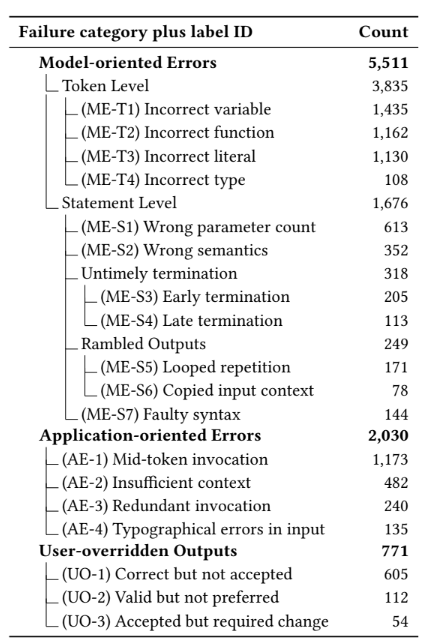 Failure category plus label ID Count
Model-oriented Errors 5,511
Token Level 3,835
(ME-T1) Incorrect variable 1,435
(ME-T2) Incorrect function 1,162
(ME-T3) Incorrect literal 1,130
(ME-T4) Incorrect type 108
Statement Level 1,676
(ME-S1) Wrong parameter count 613
(ME-S2) Wrong semantics 352
Untimely termination 318
(ME-S3) Early termination 205
(ME-S4) Late termination 113
Rambled Outputs 249
(ME-S5) Looped repetition 171
(ME-S6) Copied input context 78
(ME-S7) Faulty syntax 144
Application-oriented Errors 2,030
(AE-1) Mid-token invocation 1,173
(AE-2) Insufficient context 482
(AE-3) Redundant invocation 240
(AE-4) Typographical errors in input 135
User-overridden Outputs 771
(UO-1) Correct but not accepted 605
(UO-2) Valid but not preferred 112
(UO-3) Accepted but required change 54